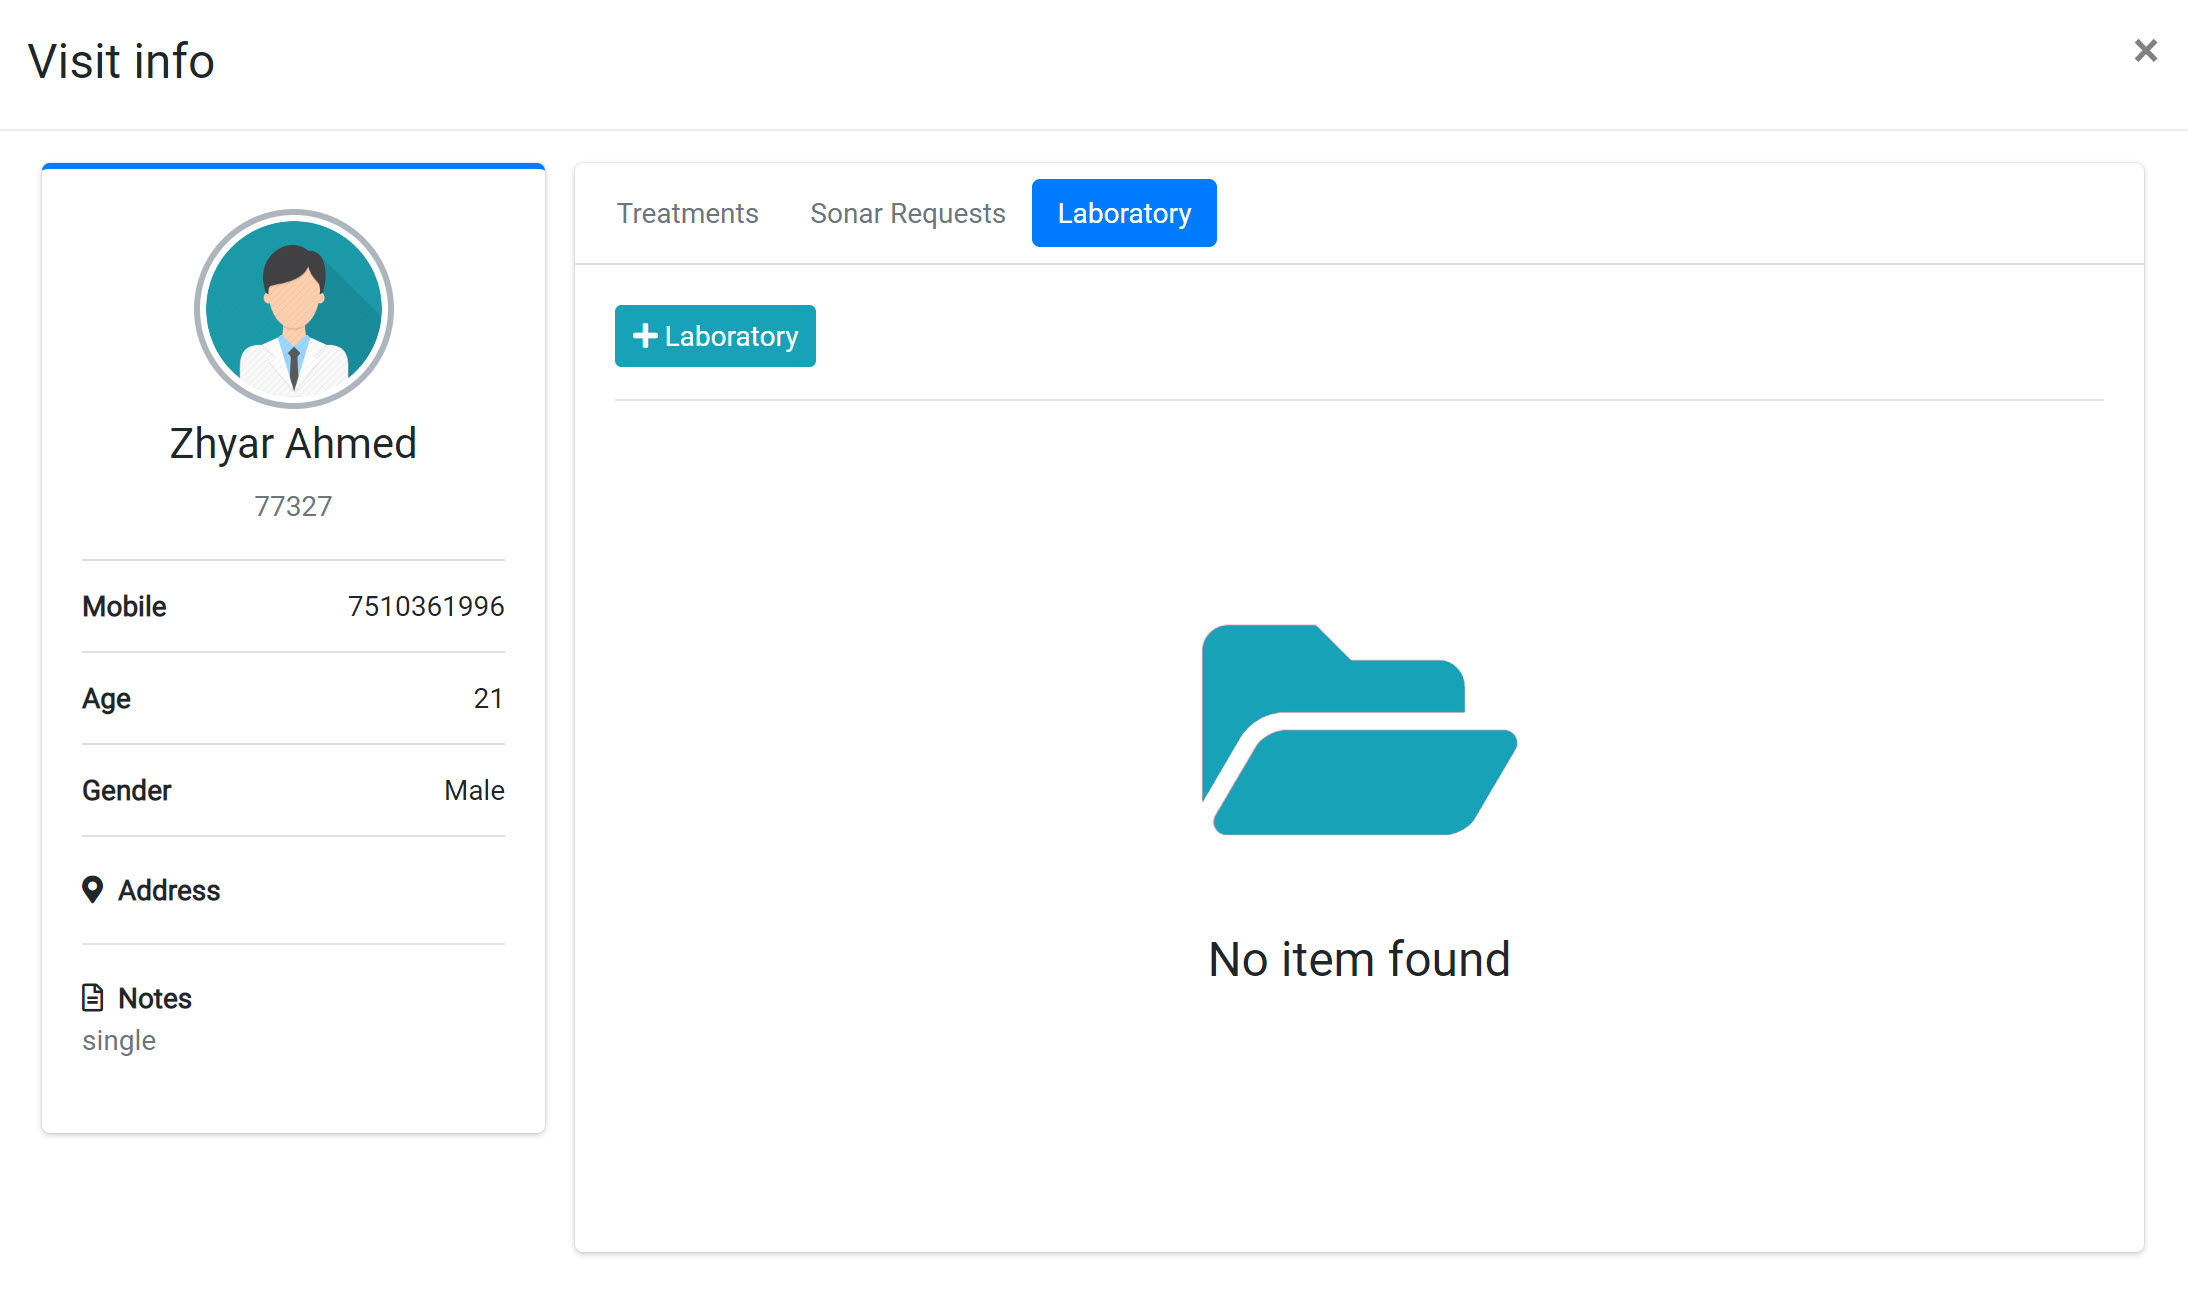 Visit info
Zhyar Ahmed
77327
Mobile 7510361996
Age 21
Gender Male
Address
Notes
single
Treatments Sonar Requests Laboratory
Laboratory
No item found